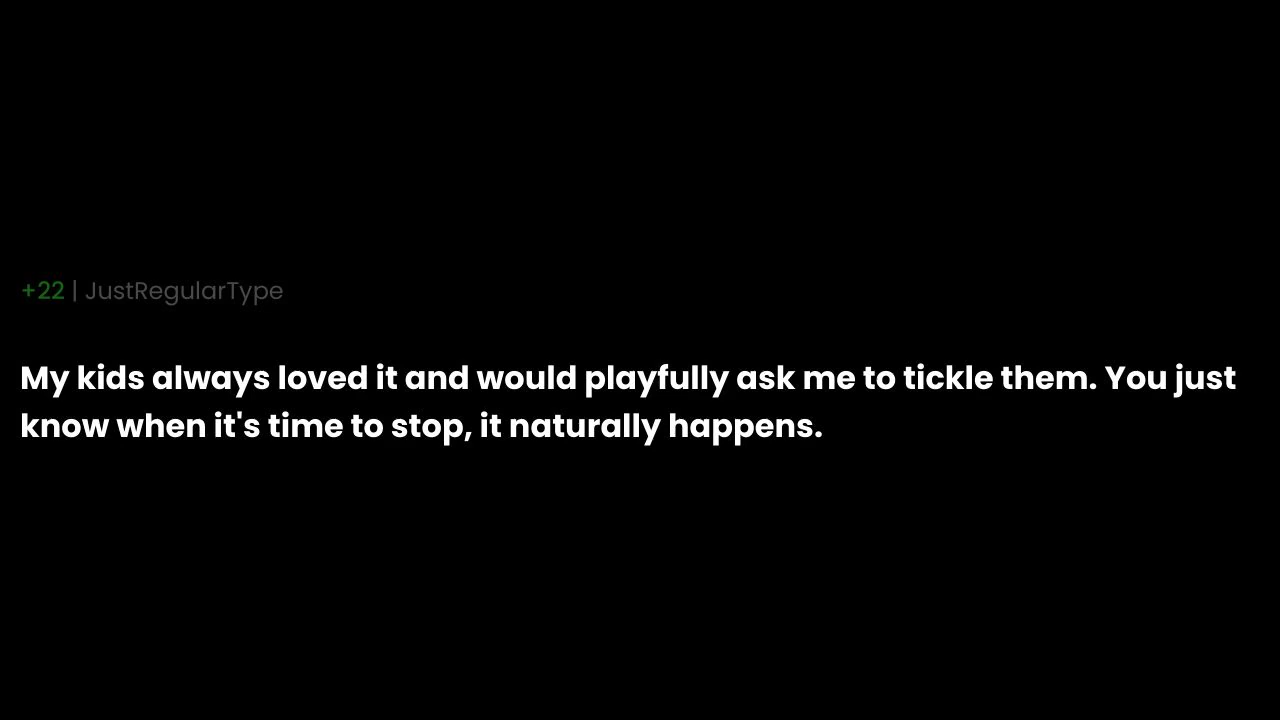 +22 | JustRegularType
My kids always loved it and would playfully ask me to tickle them. You just
know when it's time to stop, it naturally happens.